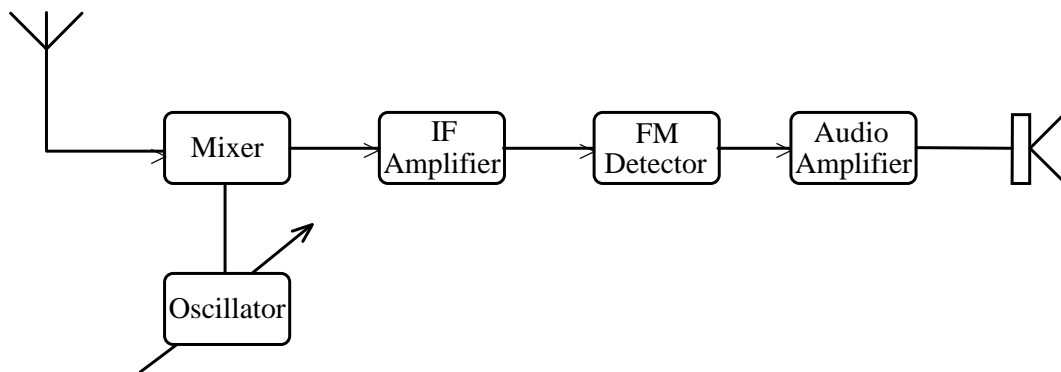 Mixer
IF
Amplifier
FM
Detector
Audio
Amplifier
Oscillator